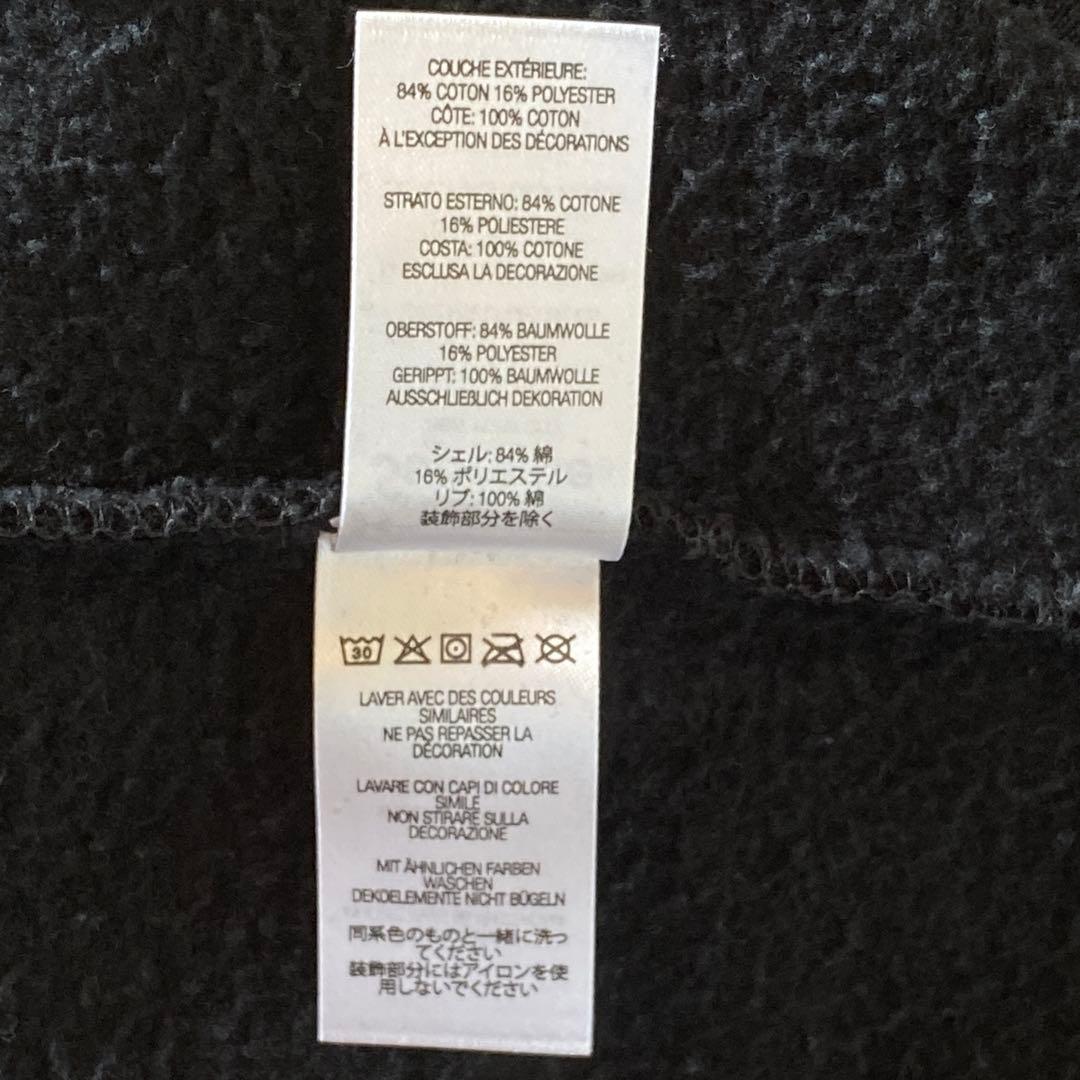 COUCHE EXTÉRIEURE:
84% COTON 16% POLYESTER
CÔTE: 100% COTON
À L'EXCEPTION DES DÉCORATIONS
STRATO ESTERNO: 84% COTONE
16% POLIESTERE
COSTA: 100% COTONE
ESCLUSA LA DECORAZIONE
OBERSTOFF: 84% BAUMWOLLE
16% POLYESTER
GERIPPT: 100% BAUMWOLLE
AUSSCHLIEßLICH DEKORATION
シェル: 84% 綿
16% ポリエステル
リブ: 100% 綿
装飾部分を除く
30
LAVER AVEC DES COULEURS
SIMILAIRES
NE PAS REPASSER LA
DÉCORATION
LAVARE CON CAPI DI COLORE
SIMILE
NON STIRARE SULLA
DECORAZIONE
MIT ÄHNLICHEN FARBEN
WASCHEN
DEKOELEMENTE NICHT BÜGELN
同系色のものと一緒に洗っ
てください
装飾部分にはアイロンを使
用しないでください